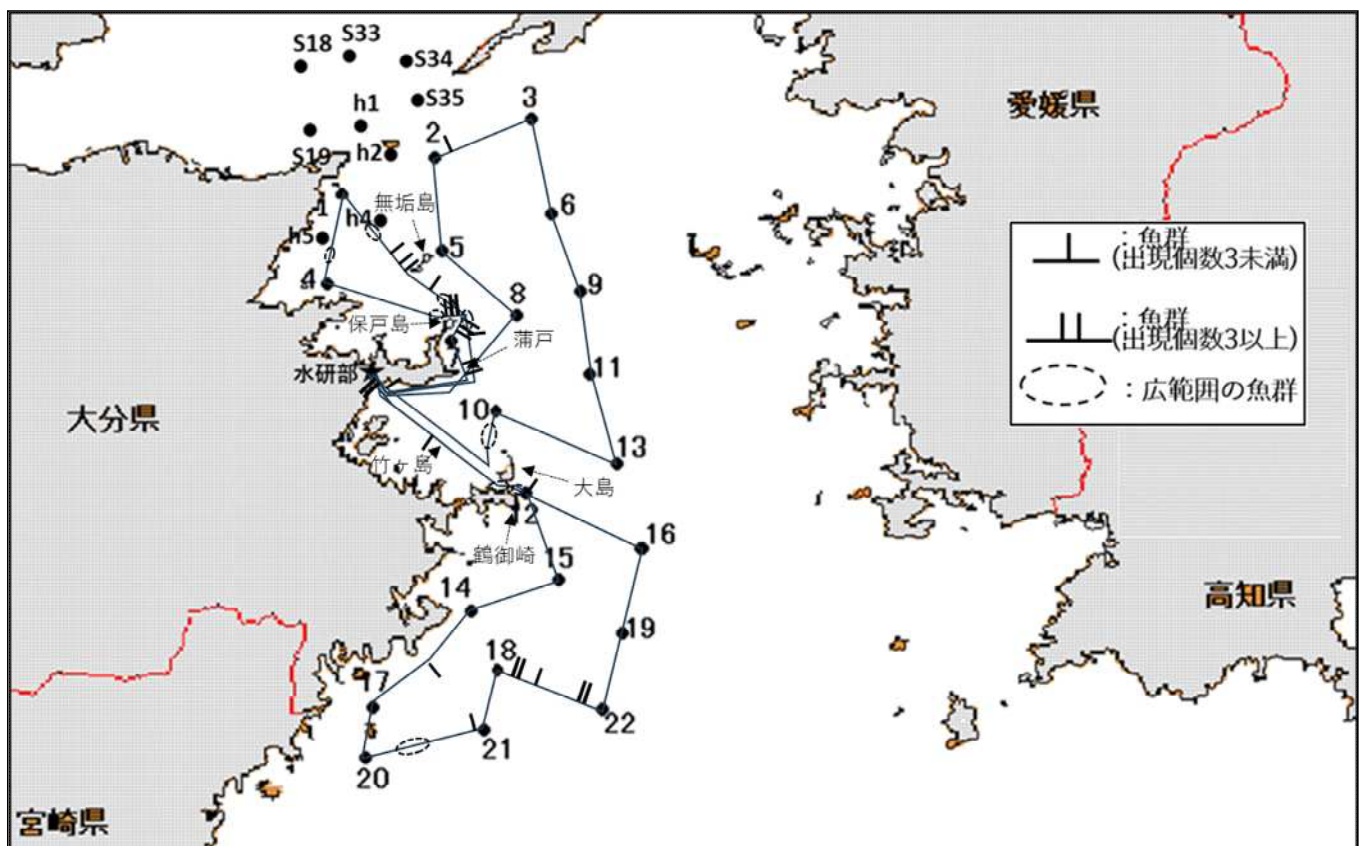 S33
S18
S34
S35
3
愛媛県
h1
2
S19
h2
1
無垢島
6
h4
h5
5
: 魚群
(出現個数3未満)
4
9
8
保戸島
: 魚群
(出現個数3以上)
蒲戸
水研部
11
: 広範囲の魚群
10
大分県
13
竹ヶ島
大島
12
16
鶴御崎
15
14
高知県
19
18
17
22
21
20
宮崎県